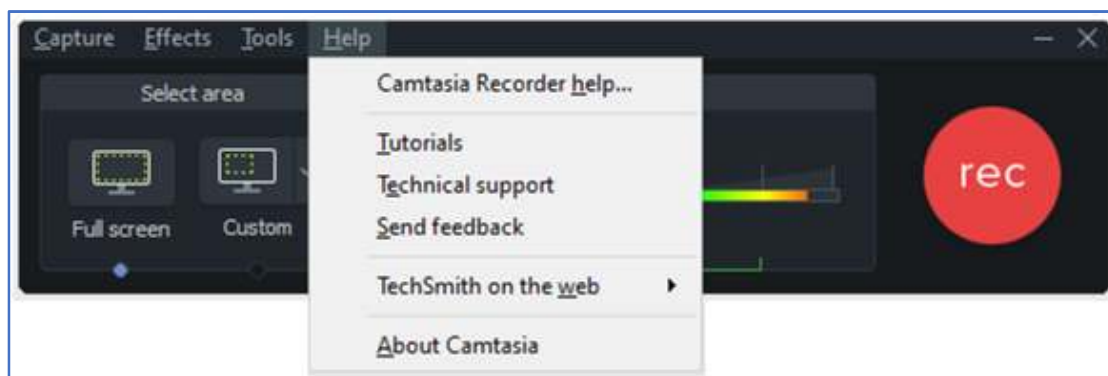 Capture Effects Tools Help
Select area
Camtasia Recorder help...
Tutorials
Technical support
Send feedback
TechSmith on the web
About Camtasia
Full screen
Custom
rec